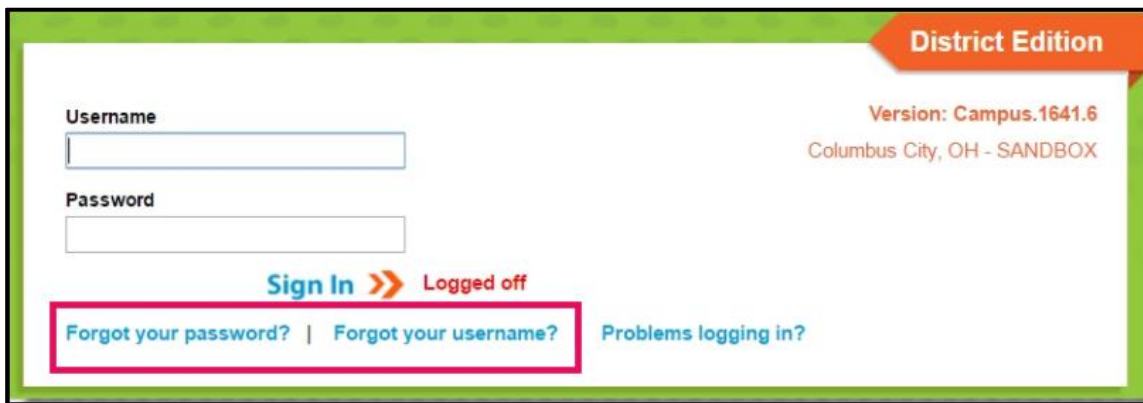 District Edition
Version: Campus.1641.6
Columbus City, OH - SANDBOX
Username
Password
Sign In Logged off
Forgot your password? | Forgot your username? Problems logging in?